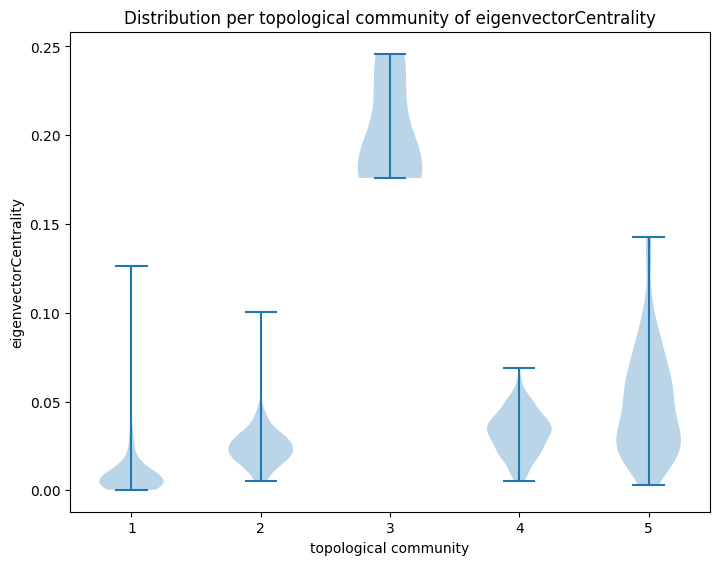 Distribution per topological community of eigenvectorCentrality
eigenvectorCentrality
0.25
0.20
0.15
0.10
0.05
0.00
1 2 3 4 5
topological community